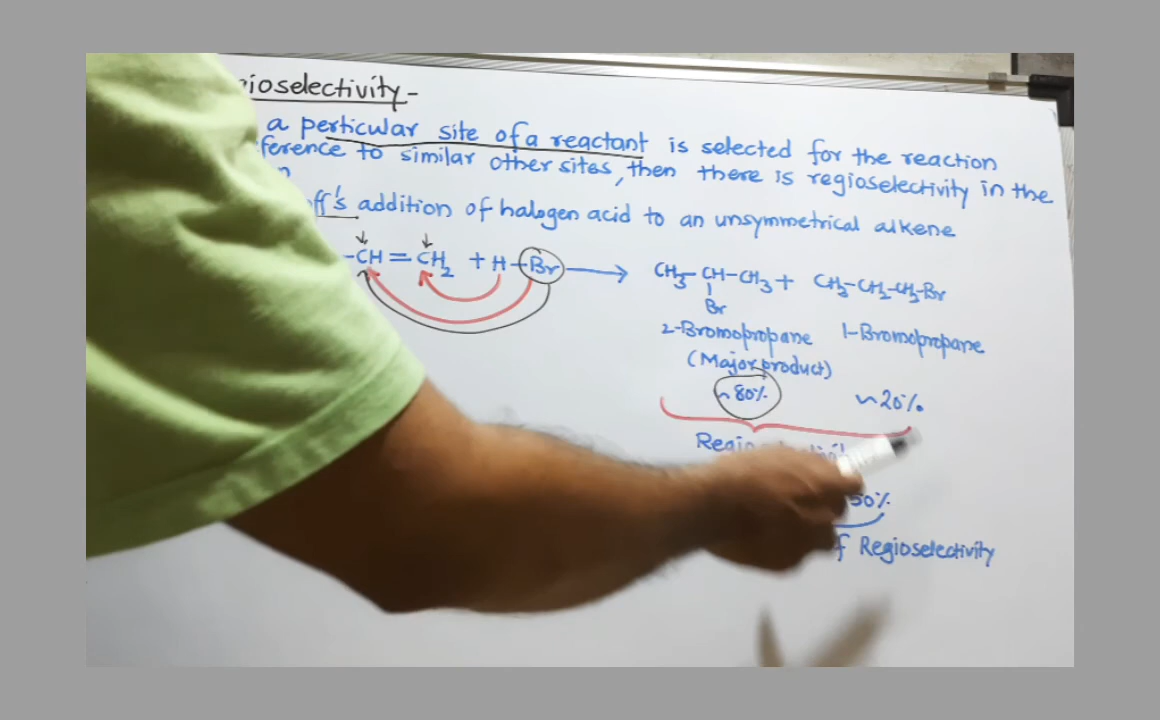 ioselectivity-
a perticular site of a reactant is selected for the reaction
ference to similar other sites, then there is regioselectivity in the
n
ff's addition of halogen acid to an unsymmetrical alkene
-CH=CH2 + H-Br → CH3-CH-CH3 + CH3-CH2-CH2-Br
Br
2-Bromopropane 1-Bromopropane
(Major product)
~80% ~20%
50%
f Regioselectivity